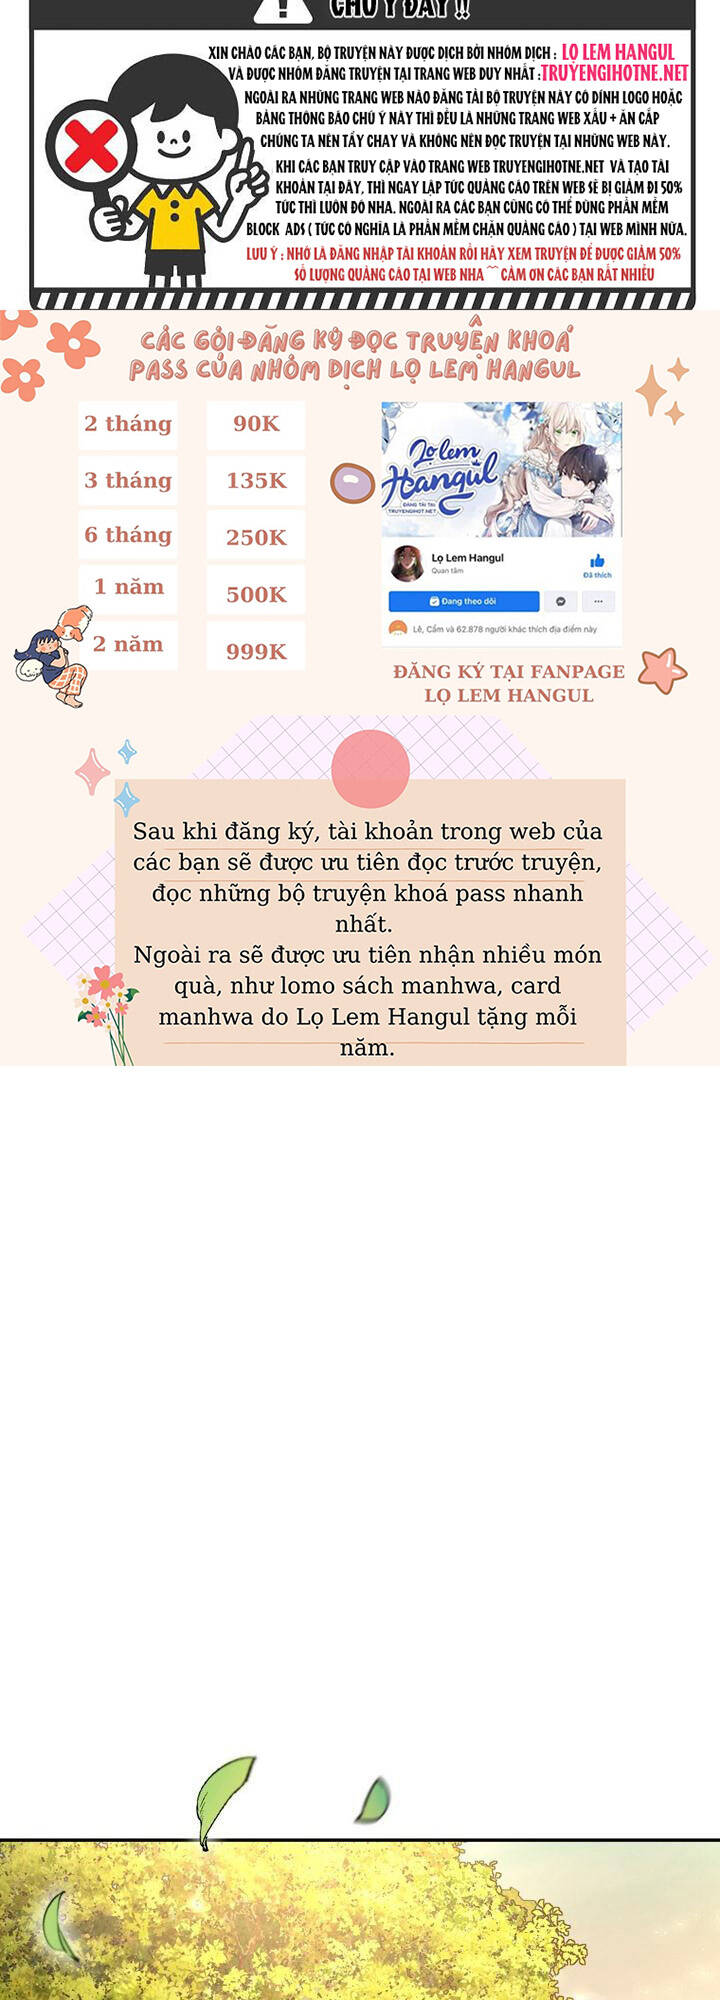 CHÚ Ý ĐÂY !!
XIN CHÀO CÁC BẠN, BỘ TRUYỆN NÀY ĐƯỢC DỊCH BỞI NHÓM DỊCH : LỌ LEM HANGUL
VÀ ĐƯỢC NHÓM ĐĂNG TRUYỆN TẠI TRANG WEB DUY NHẤT :TRUYENGIHOTNE.NET
NGOÀI RA NHỮNG TRANG WEB NÀO ĐĂNG TẢI BỘ TRUYỆN NÀY CÓ DÍNH LOGO HOẶC
BẢNG THÔNG BÁO CHÚ Ý NÀY THÌ ĐỀU LÀ NHỮNG TRANG WEB XẤU + ĂN CẮP
CHÚNG TA NÊN TẨY CHAY VÀ KHÔNG NÊN ĐỌC TRUYỆN TẠI NHỮNG WEB NÀY.
KHI CÁC BẠN TRUY CẬP VÀO TRANG WEB TRUYENGIHOTNE.NET VÀ TẠO TÀI
KHOẢN TẠI ĐÂY, THÌ NGAY LẬP TỨC QUẢNG CÁO TRÊN WEB SẼ BỊ GIẢM ĐI 50%
TỨC THÌ LUÔN ĐÓ NHA. NGOÀI RA CÁC BẠN CŨNG CÓ THỂ DÙNG PHẦN MỀM
BLOCK ADS ( TỨC CÓ NGHĨA LÀ PHẦN MỀM CHẶN QUẢNG CÁO ) TẠI WEB MÌNH NỮA.
LƯU Ý : NHỚ LÀ ĐĂNG NHẬP TÀI KHOẢN RỒI HÃY XEM TRUYỆN ĐỂ ĐƯỢC GIẢM 50%
SỐ LƯỢNG QUẢNG CÁO TẠI WEB NHA ^^ CẢM ƠN CÁC BẠN RẤT NHIỀU
CÁC GÓI ĐĂNG KÝ ĐỌC TRUYỆN KHOÁ
PASS CỦA NHÓM DỊCH LỌ LEM HANGUL
2 tháng 90K
3 tháng 135K
6 tháng 250K
1 năm 500K
2 năm 999K
Lọ lem
Hangul
ĐĂNG TẢI TẠI
TRUYENGIHOT.NET
Lọ Lem Hangul
Quan tâm
Đã thích
Đang theo dõi
Lê, Cẩm và 62.878 người khác thích địa điểm này
ĐĂNG KÝ TẠI FANPAGE
LỌ LEM HANGUL
Sau khi đăng ký, tài khoản trong web của
các bạn sẽ được ưu tiên đọc trước truyện,
đọc những bộ truyện khoá pass nhanh
nhất.
Ngoài ra sẽ được ưu tiên nhận nhiều món
quà, như lomo sách manhwa, card
manhwa do Lọ Lem Hangul tặng mỗi
năm.